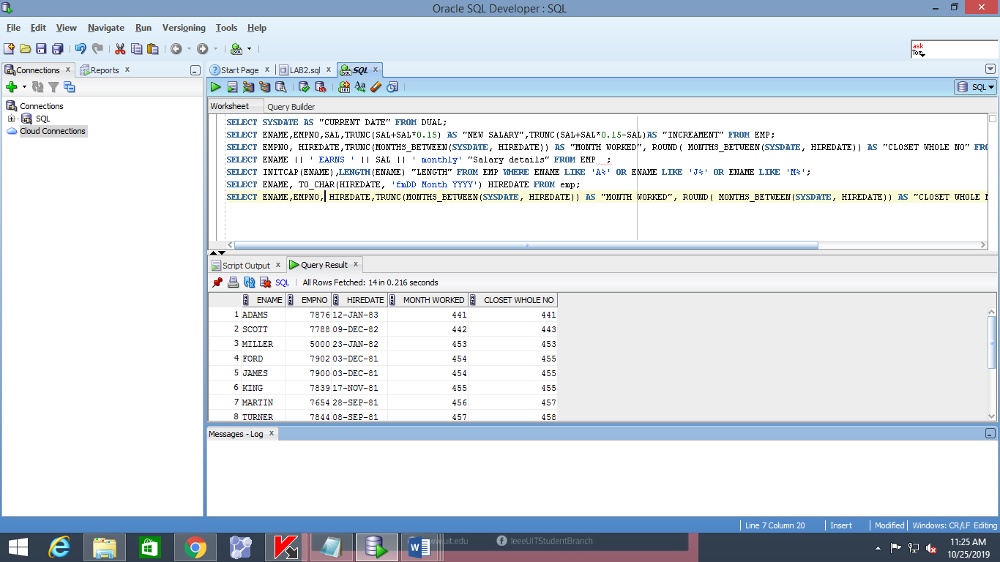 Oracle SQL Developer : SQL
File Edit View Navigate Run Versioning Tools Help
ask
Tom
Connections
Reports
Start Page
LAB2.sql
SQL
SQL
Connections
SQL
Cloud Connections
Worksheet
Query Builder
SELECT SYSDATE AS "CURRENT DATE" FROM DUAL;
SELECT ENAME,EMPNO,SAL,TRUNC(SAL+SAL*0.15) AS "NEW SALARY",TRUNC(SAL+SAL*0.15-SAL)AS "INCREAMENT" FROM EMP;
SELECT EMPNO, HIREDATE,TRUNC(MONTHS_BETWEEN(SYSDATE, HIREDATE)) AS "MONTH WORKED", ROUND( MONTHS_BETWEEN(SYSDATE, HIREDATE)) AS "CLOSET WHOLE NO" FRO
SELECT ENAME || ' EARNS ' || SAL || ' monthly' "Salary details" FROM EMP ;
SELECT INITCAP(ENAME),LENGTH(ENAME) "LENGTH" FROM EMP WHERE ENAME LIKE 'A%' OR ENAME LIKE 'J%' OR ENAME LIKE 'M%';
SELECT ENAME, TO_CHAR(HIREDATE, 'fmDD Month YYYY') HIREDATE FROM emp;
SELECT ENAME,EMPNO, HIREDATE,TRUNC(MONTHS_BETWEEN(SYSDATE, HIREDATE)) AS "MONTH WORKED", ROUND( MONTHS_BETWEEN(SYSDATE, HIREDATE)) AS "CLOSET WHOLE N
Script Output
Query Result
SQL | All Rows Fetched: 14 in 0.216 seconds
ENAME EMPNO HIREDATE MONTH WORKED CLOSET WHOLE NO
1 ADAMS 7876 12-JAN-83 441 441
2 SCOTT 7788 09-DEC-82 442 443
3 MILLER 5000 23-JAN-82 453 453
4 FORD 7902 03-DEC-81 454 455
5 JAMES 7900 03-DEC-81 454 455
6 KING 7839 17-NOV-81 455 455
7 MARTIN 7654 28-SEP-81 456 457
8 TURNER 7844 08-SEP-81 457 458
Messages - Log
Line 7 Column 20 | Insert | Modified | Windows: CR/LF Editing
.uit.edu
IeeeUITStudentBranch
11:25 AM
10/25/2019